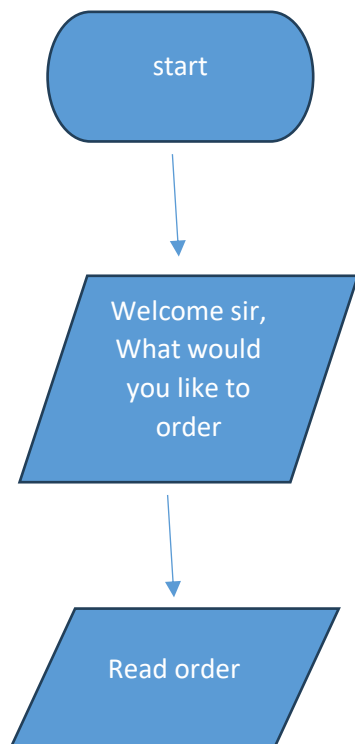 start
Welcome sir,
What would
you like to
order
Read order